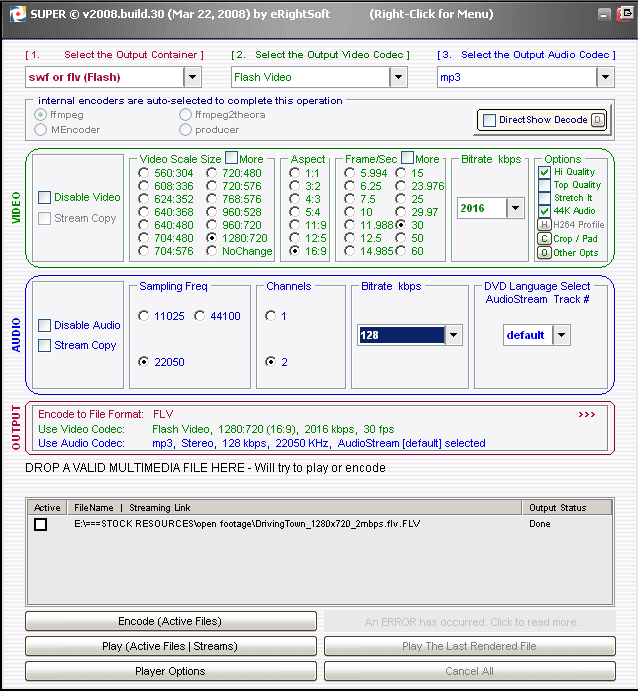 SUPER © v2008.build.30 (Mar 22, 2008) by eRightSoft (Right-Click for Menu)
[ 1. Select the Output Container ] [ 2. Select the Output Video Codec ] [ 3. Select the Output Audio Codec ]
swf or flv (Flash) Flash Video mp3
internal encoders are auto-selected to complete this operation
ffmpeg ffmpeg2theora
MEncoder producer
DirectShow Decode D
VIDEO
Disable Video
Stream Copy
Video Scale Size More
560:304 720:480
608:336 720:576
624:352 768:576
640:368 960:528
640:480 960:720
704:480 1280:720
704:576 NoChange
Aspect
1:1
3:2
4:3
5:4
11:9
12:5
16:9
Frame/Sec More
5.994 15
6.25 23.976
7.5 25
10 29.97
11.988 30
12.5 50
14.985 60
Bitrate kbps
2016
Options
Hi Quality
Top Quality
Stretch It
44K Audio
H H264 Profile
C Crop / Pad
O Other Opts
AUDIO
Disable Audio
Stream Copy
Sampling Freq
11025 44100
22050
Channels
1
2
Bitrate kbps
128
DVD Language Select
AudioStream Track #
default
OUTPUT
Encode to File Format: FLV >>>
Use Video Codec: Flash Video, 1280:720 (16:9), 2016 kbps, 30 fps
Use Audio Codec: mp3, Stereo, 128 kbps, 22050 KHz, AudioStream [default] selected
DROP A VALID MULTIMEDIA FILE HERE - Will try to play or encode
Active FileName | Streaming Link Output Status
E:\===STOCK RESOURCES\open footage\DrivingTown_1280x720_2mbps.flv.FLV Done
Encode (Active Files) An ERROR has occurred. Click to read more..
Play (Active Files | Streams) Play The Last Rendered File
Player Options Cancel All